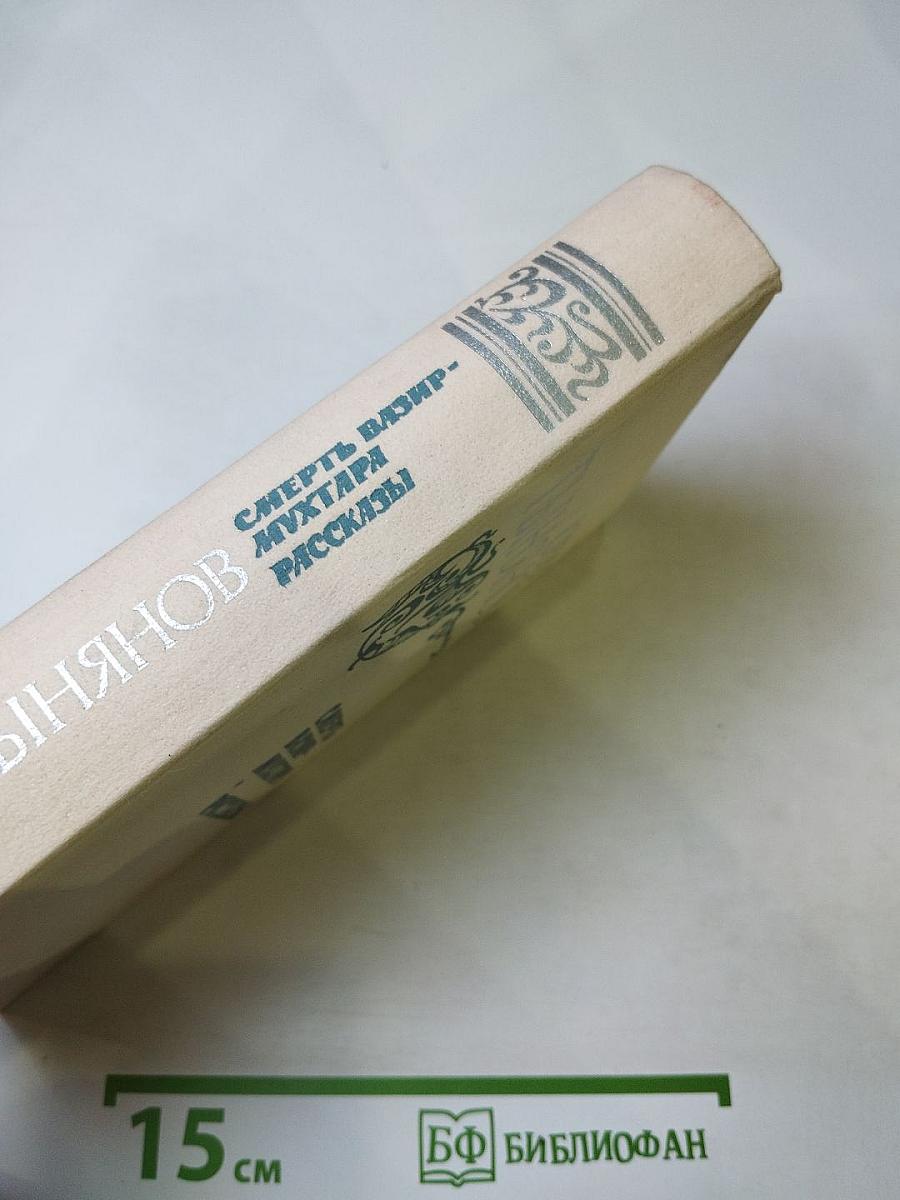 ЫНЯНОВ
СМЕРТЬ ВАЗИР-
МУХТАРА
РАССКАЗЫ
15 см
БФ БИБЛИОФАН